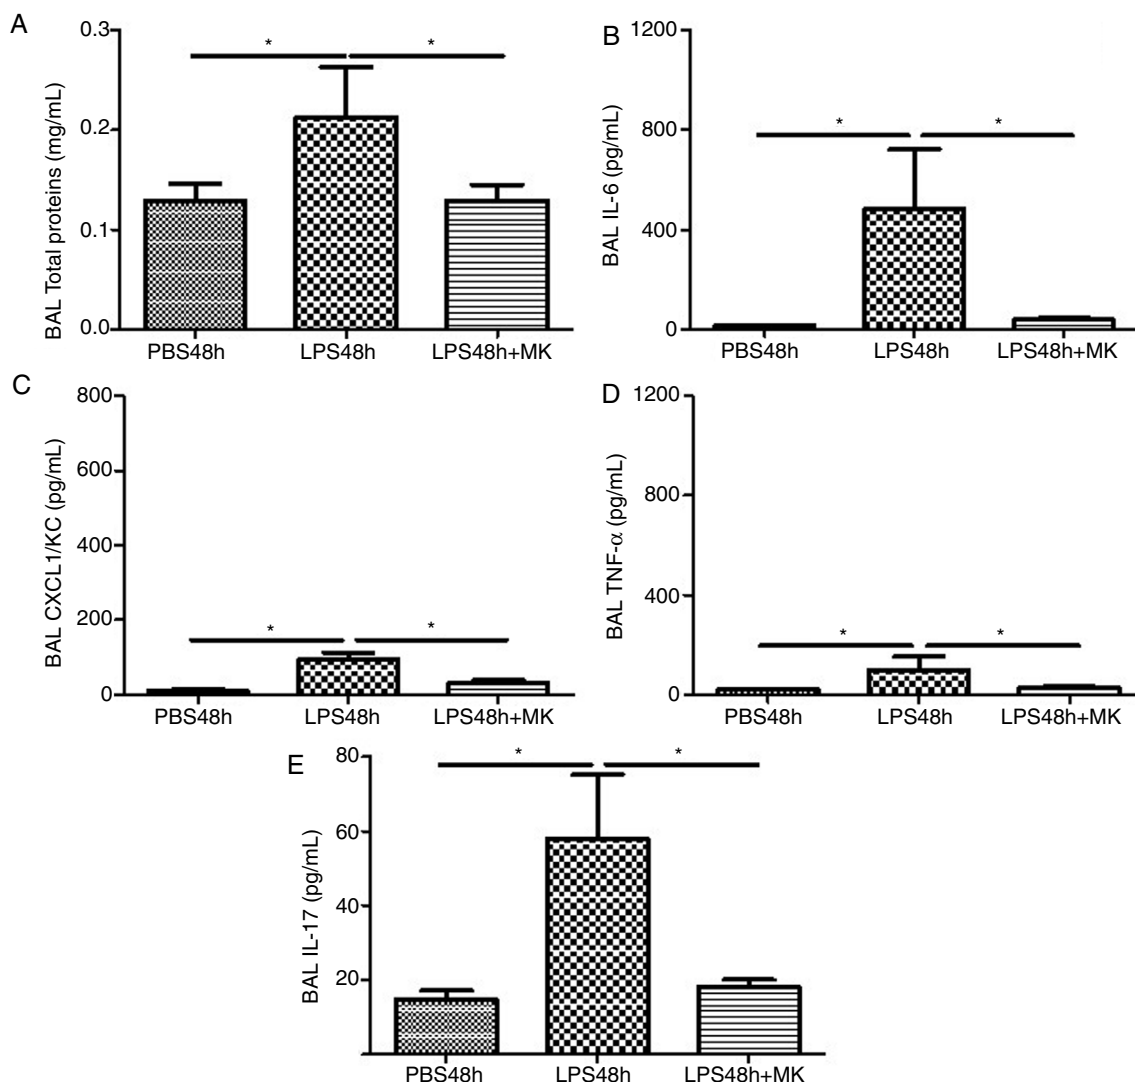 A
BAL Total proteins (mg/mL)
0.3
0.2
0.1
0.0
*
*
PBS48h
LPS48h
LPS48h+MK
B
BAL IL-6 (pg/mL)
1200
800
400
0
*
*
PBS48h
LPS48h
LPS48h+MK
C
BAL CXCL1/KC (pg/mL)
800
600
400
200
0
*
*
PBS48h
LPS48h
LPS48h+MK
D
BAL TNF-α (pg/mL)
1200
800
400
0
*
*
PBS48h
LPS48h
LPS48h+MK
E
BAL IL-17 (pg/mL)
80
60
40
20
*
*
PBS48h
LPS48h
LPS48h+MK